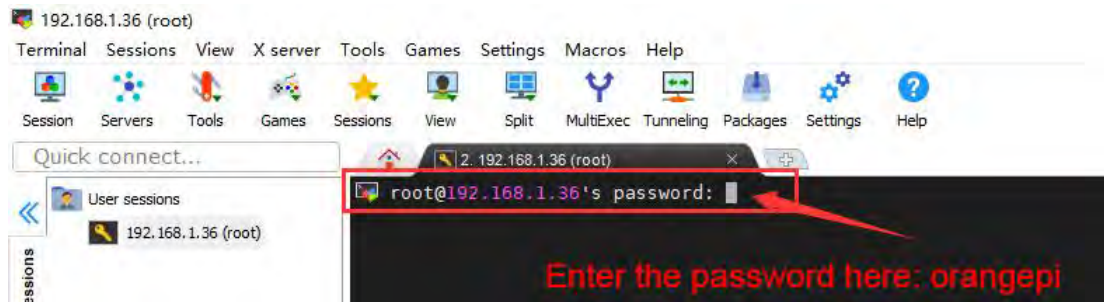 192.168.1.36 (root)
Terminal Sessions View X server Tools Games Settings Macros Help
Session Servers Tools Games Sessions View Split MultiExec Tunneling Packages Settings Help
Quick connect...
2. 192.168.1.36 (root)
root@192.168.1.36's password:
User sessions
192.168.1.36 (root)
Enter the password here: orangepi